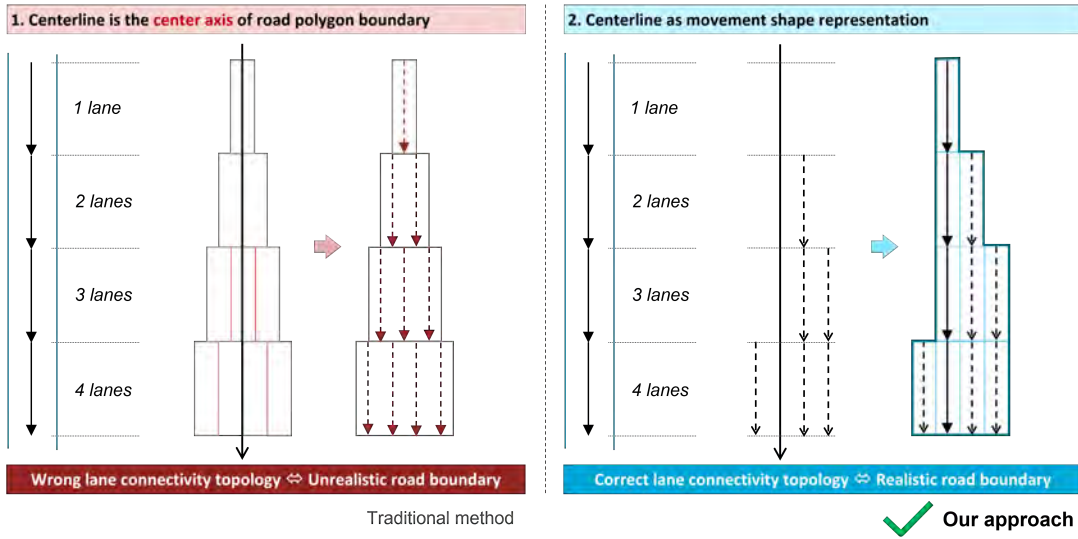 1. Centerline is the center axis of road polygon boundary
1 lane
2 lanes
3 lanes
4 lanes
Wrong lane connectivity topology ⇔ Unrealistic road boundary
Traditional method
2. Centerline as movement shape representation
1 lane
2 lanes
3 lanes
4 lanes
Correct lane connectivity topology ⇔ Realistic road boundary
Our approach